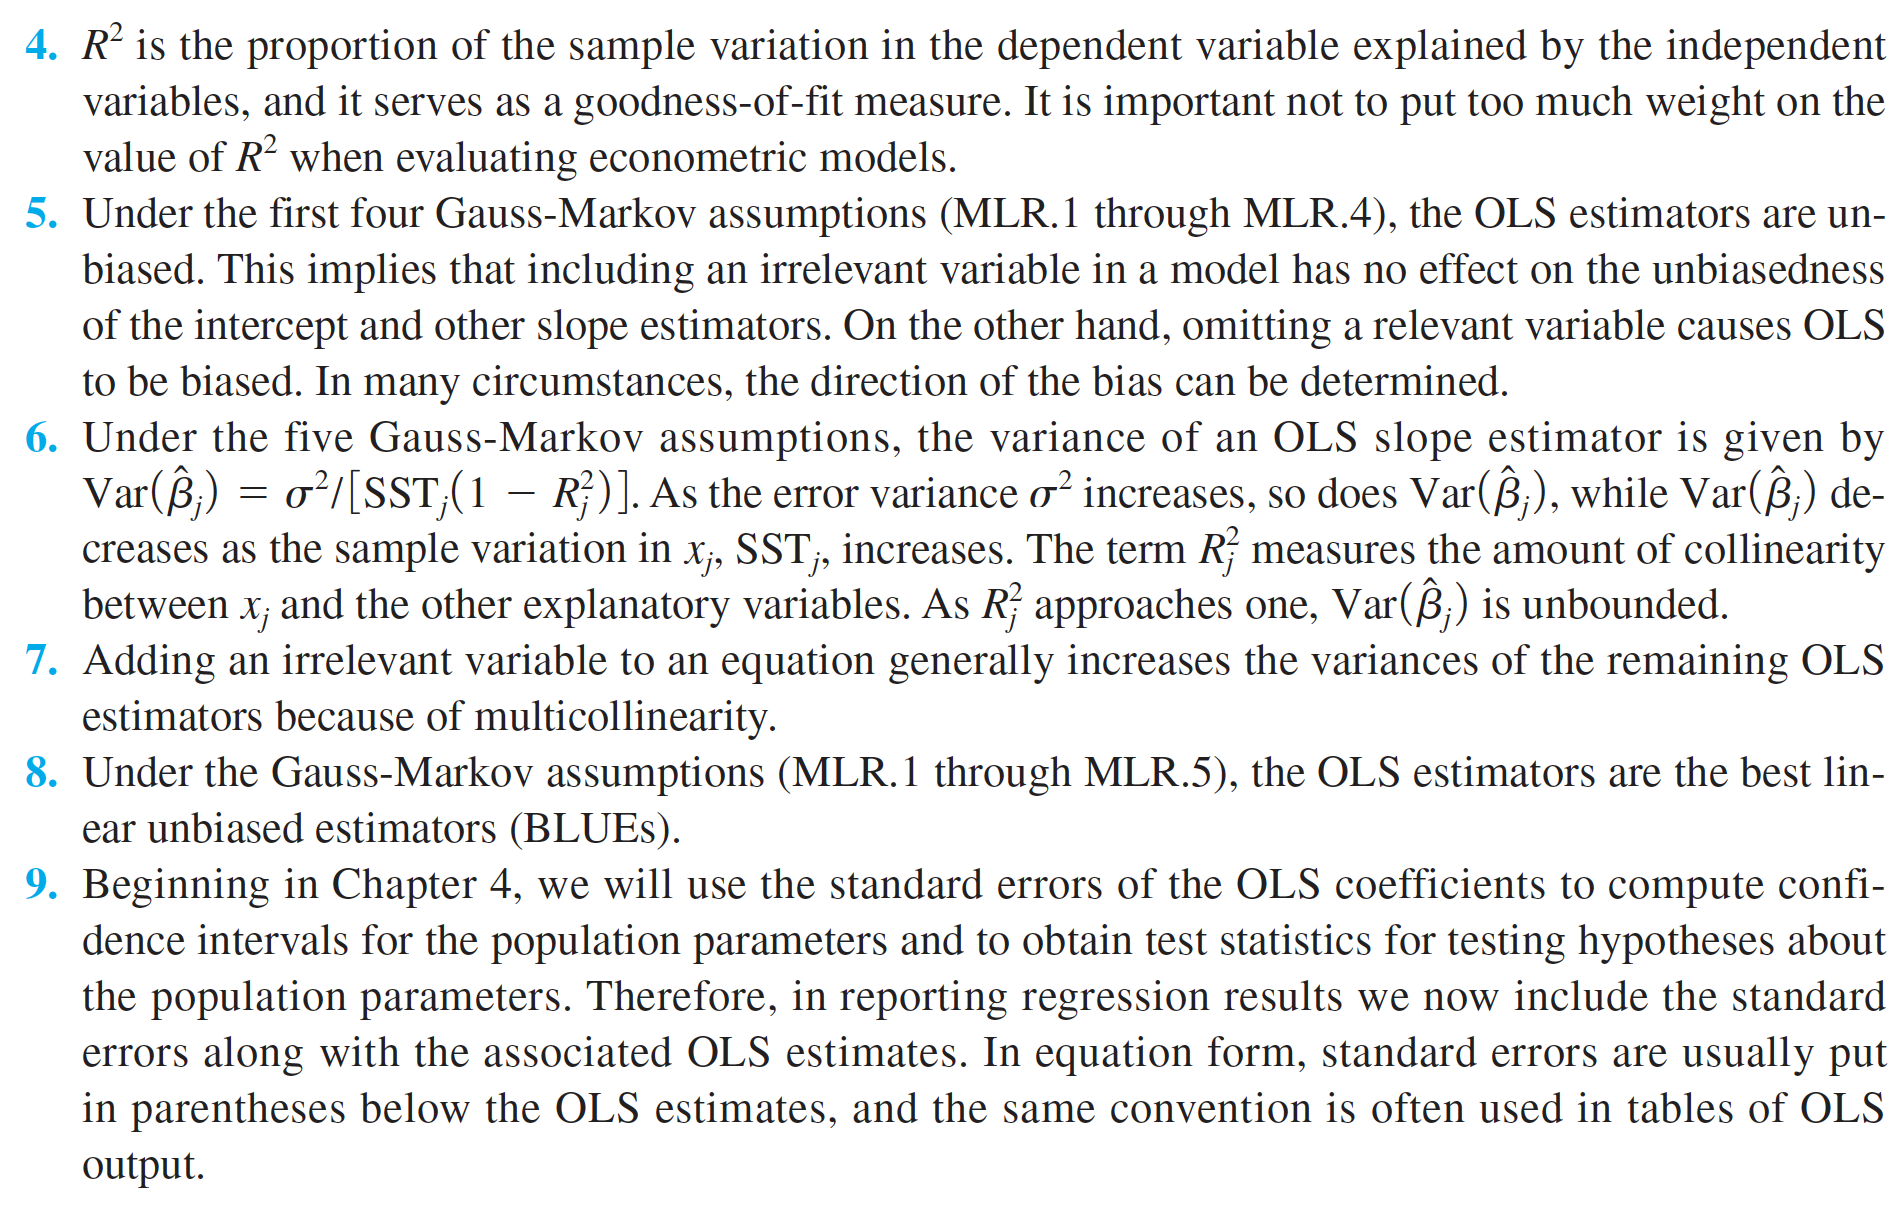 4. R² is the proportion of the sample variation in the dependent variable explained by the independent
variables, and it serves as a goodness-of-fit measure. It is important not to put too much weight on the
value of R² when evaluating econometric models.
5. Under the first four Gauss-Markov assumptions (MLR.1 through MLR.4), the OLS estimators are un-
biased. This implies that including an irrelevant variable in a model has no effect on the unbiasedness
of the intercept and other slope estimators. On the other hand, omitting a relevant variable causes OLS
to be biased. In many circumstances, the direction of the bias can be determined.
6. Under the five Gauss-Markov assumptions, the variance of an OLS slope estimator is given by
Var(β̂ⱼ) = σ²/[SSTⱼ(1 − Rⱼ²)]. As the error variance σ² increases, so does Var(β̂ⱼ), while Var(β̂ⱼ) de-
creases as the sample variation in xⱼ, SSTⱼ, increases. The term Rⱼ² measures the amount of collinearity
between xⱼ and the other explanatory variables. As Rⱼ² approaches one, Var(β̂ⱼ) is unbounded.
7. Adding an irrelevant variable to an equation generally increases the variances of the remaining OLS
estimators because of multicollinearity.
8. Under the Gauss-Markov assumptions (MLR.1 through MLR.5), the OLS estimators are the best lin-
ear unbiased estimators (BLUEs).
9. Beginning in Chapter 4, we will use the standard errors of the OLS coefficients to compute confi-
dence intervals for the population parameters and to obtain test statistics for testing hypotheses about
the population parameters. Therefore, in reporting regression results we now include the standard
errors along with the associated OLS estimates. In equation form, standard errors are usually put
in parentheses below the OLS estimates, and the same convention is often used in tables of OLS
output.